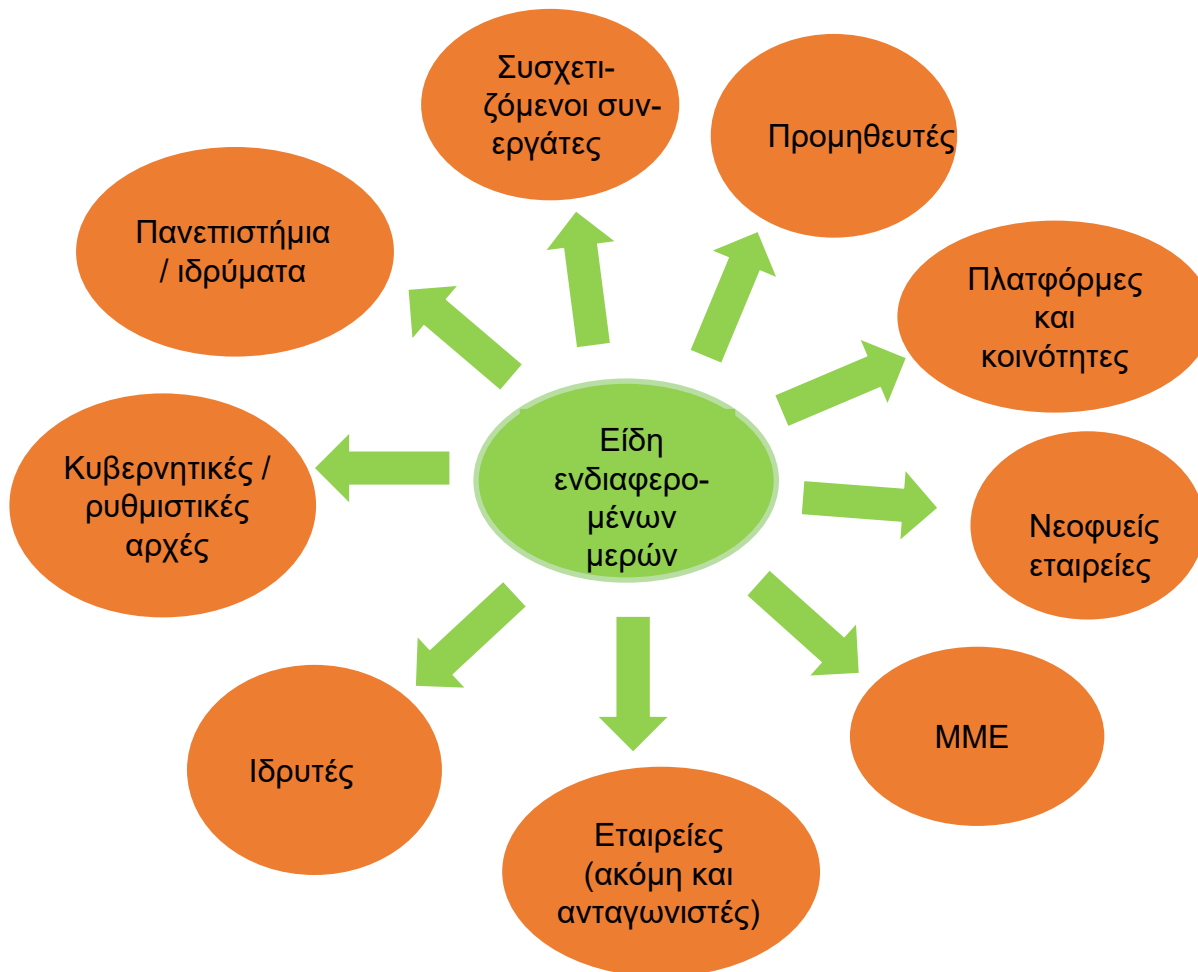 Συσχετι-
ζόμενοι συν-
εργάτες
Προμηθευτές
Πανεπιστήμια
/ ιδρύματα
Πλατφόρμες
και
κοινότητες
Είδη
ενδιαφερο-
μένων
μερών
Κυβερνητικές /
ρυθμιστικές
αρχές
Νεοφυείς
εταιρείες
ΜΜΕ
Ιδρυτές
Εταιρείες
(ακόμη και
ανταγωνιστές)